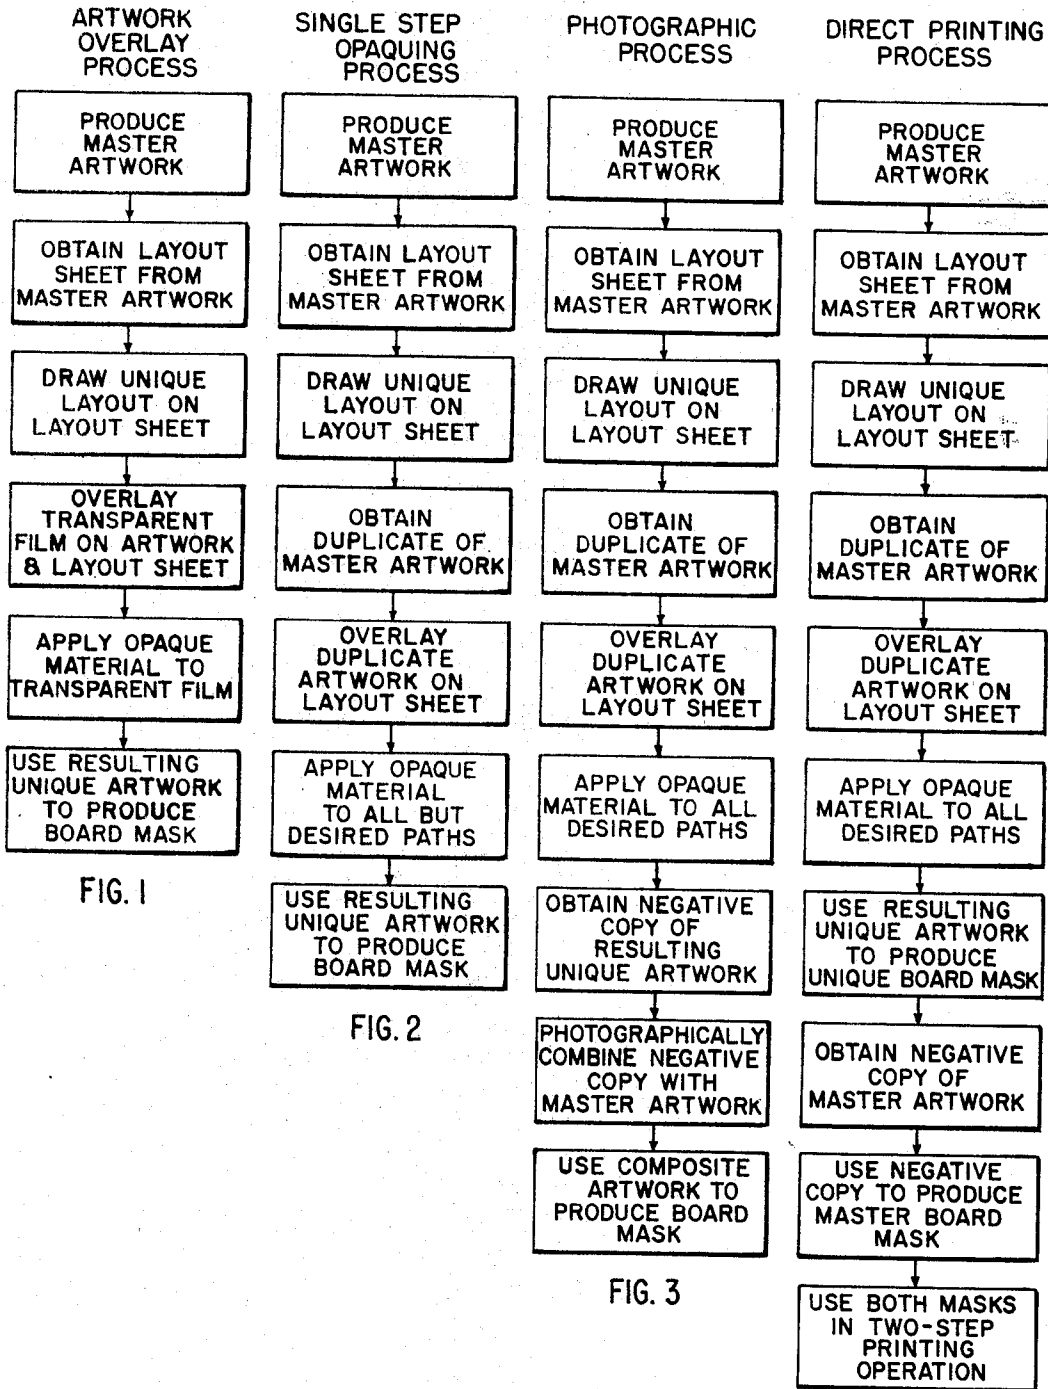 ARTWORK
OVERLAY
PROCESS
PRODUCE
MASTER
ARTWORK
OBTAIN LAYOUT
SHEET FROM
MASTER ARTWORK
DRAW UNIQUE
LAYOUT ON
LAYOUT SHEET
OVERLAY
TRANSPARENT
FILM ON ARTWORK
& LAYOUT SHEET
APPLY OPAQUE
MATERIAL TO
TRANSPARENT FILM
USE RESULTING
UNIQUE ARTWORK
TO PRODUCE
BOARD MASK
FIG. 1
SINGLE STEP
OPAQUING
PROCESS
PRODUCE
MASTER
ARTWORK
OBTAIN LAYOUT
SHEET FROM
MASTER ARTWORK
DRAW UNIQUE
LAYOUT ON
LAYOUT SHEET
OBTAIN
DUPLICATE OF
MASTER ARTWORK
OVERLAY
DUPLICATE
ARTWORK ON
LAYOUT SHEET
APPLY OPAQUE
MATERIAL
TO ALL BUT
DESIRED PATHS
USE RESULTING
UNIQUE ARTWORK
TO PRODUCE
BOARD MASK
FIG. 2
PHOTOGRAPHIC
PROCESS
PRODUCE
MASTER
ARTWORK
OBTAIN LAYOUT
SHEET FROM
MASTER ARTWORK
DRAW UNIQUE
LAYOUT ON
LAYOUT SHEET
OBTAIN
DUPLICATE OF
MASTER ARTWORK
OVERLAY
DUPLICATE
ARTWORK ON
LAYOUT SHEET
APPLY OPAQUE
MATERIAL TO ALL
DESIRED PATHS
OBTAIN NEGATIVE
COPY OF
RESULTING
UNIQUE ARTWORK
PHOTOGRAPHICALLY
COMBINE NEGATIVE
COPY WITH
MASTER ARTWORK
USE COMPOSITE
ARTWORK TO
PRODUCE BOARD
MASK
FIG. 3
DIRECT PRINTING
PROCESS
PRODUCE
MASTER
ARTWORK
OBTAIN LAYOUT
SHEET FROM
MASTER ARTWORK
DRAW UNIQUE
LAYOUT ON
LAYOUT SHEET
OBTAIN
DUPLICATE OF
MASTER ARTWORK
OVERLAY
DUPLICATE
ARTWORK ON
LAYOUT SHEET
APPLY OPAQUE
MATERIAL TO ALL
DESIRED PATHS
USE RESULTING
UNIQUE ARTWORK
TO PRODUCE
UNIQUE BOARD MASK
OBTAIN NEGATIVE
COPY OF
MASTER ARTWORK
USE NEGATIVE
COPY TO PRODUCE
MASTER BOARD
MASK
USE BOTH MASKS
IN TWO-STEP
PRINTING
OPERATION